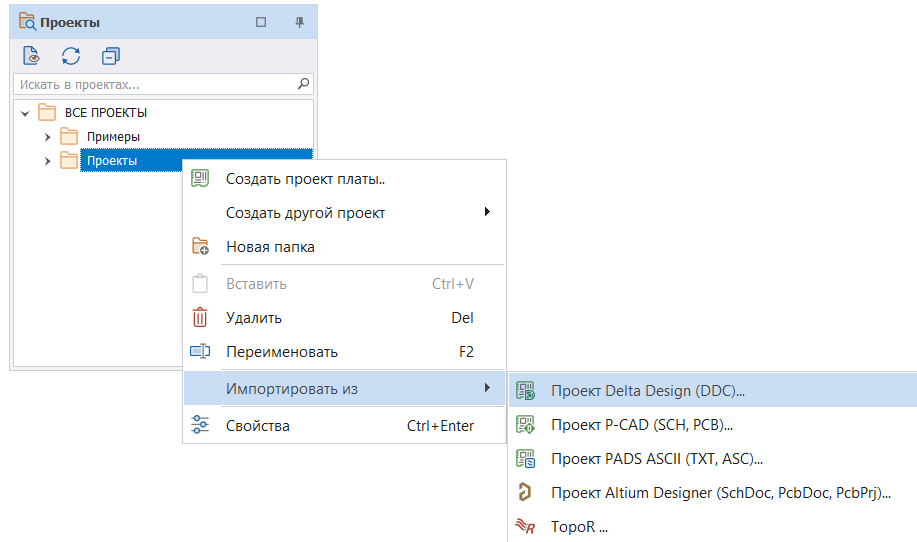 Проекты
Искать в проектах...
ВСЕ ПРОЕКТЫ
Примеры
Проекты
Создать проект платы..
Создать другой проект
Новая папка
Вставить Ctrl+V
Удалить Del
Переименовать F2
Импортировать из
Свойства Ctrl+Enter
Проект Delta Design (DDC)...
Проект P-CAD (SCH, PCB)...
Проект PADS ASCII (TXT, ASC)...
Проект Altium Designer (SchDoc, PcbDoc, PcbPrj)...
TopoR ...